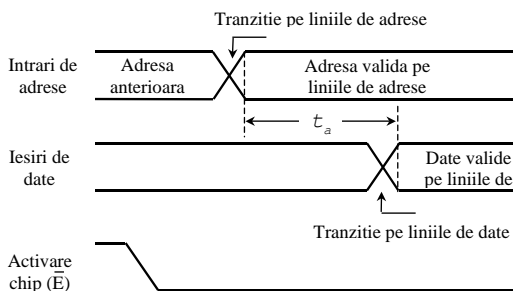 Tranzitie pe liniile de adrese
Intrari de
adrese
Adresa
anterioara
Adresa valida pe
liniile de adrese
t_a
Iesiri de
date
Date valide
pe liniile de
Tranzitie pe liniile de date
Activare
chip (E̅)